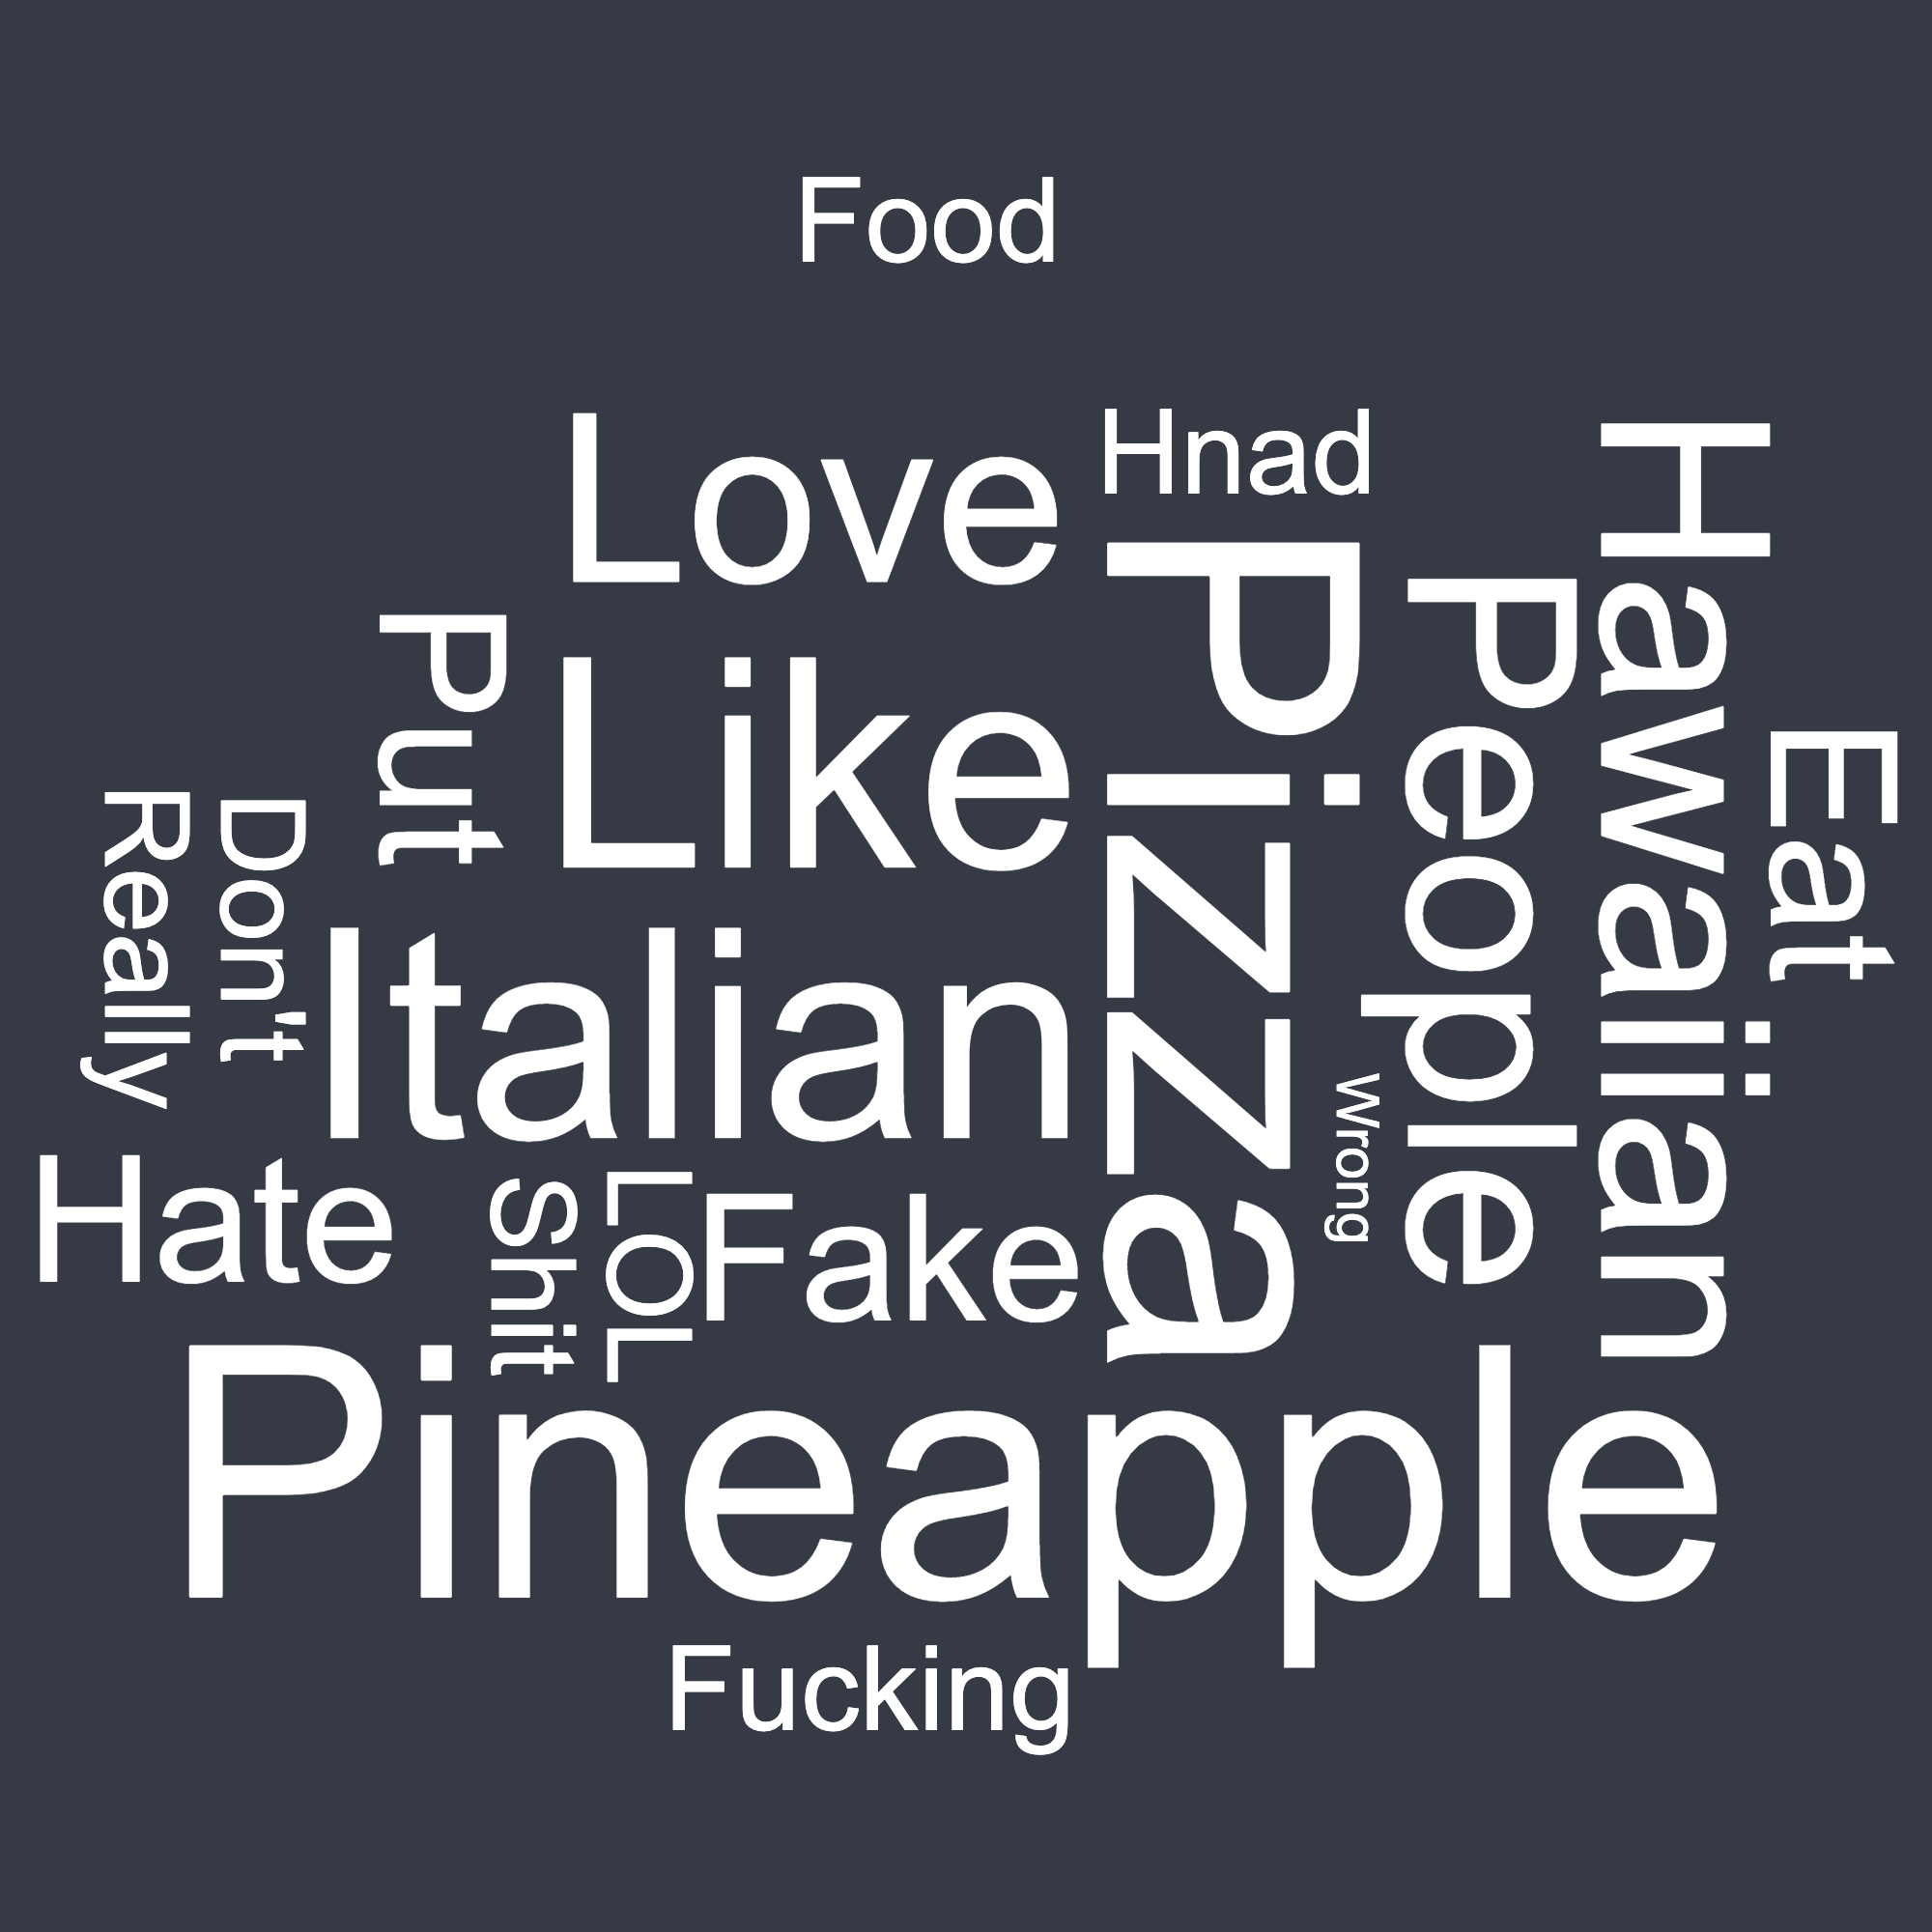 Food
Love
Hnad
Hawaiian
Pizza
People
Put
Like
Eat
Really
Don't
Italian
Wrong
Hate
Shit
LOL
Fake
Pineapple
Fucking